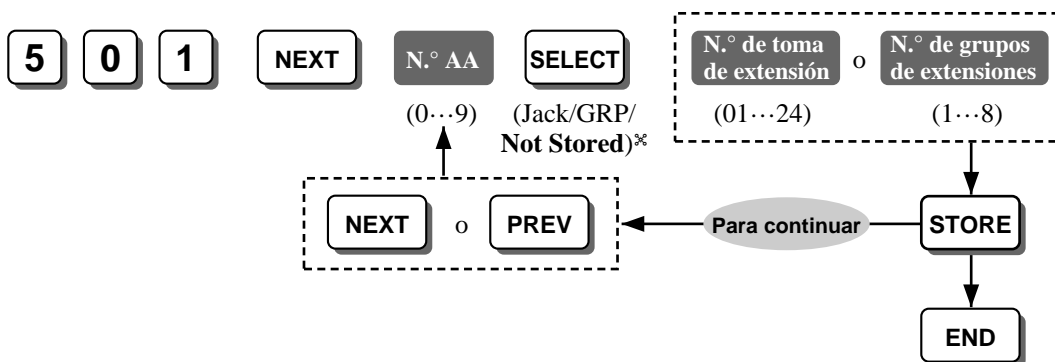 5 0 1 NEXT N.° AA SELECT N.° de toma de extensión o N.° de grupos de extensiones
(0···9) (Jack/GRP/ (01···24) (1···8)
Not Stored)⌘
NEXT o PREV Para continuar STORE
END